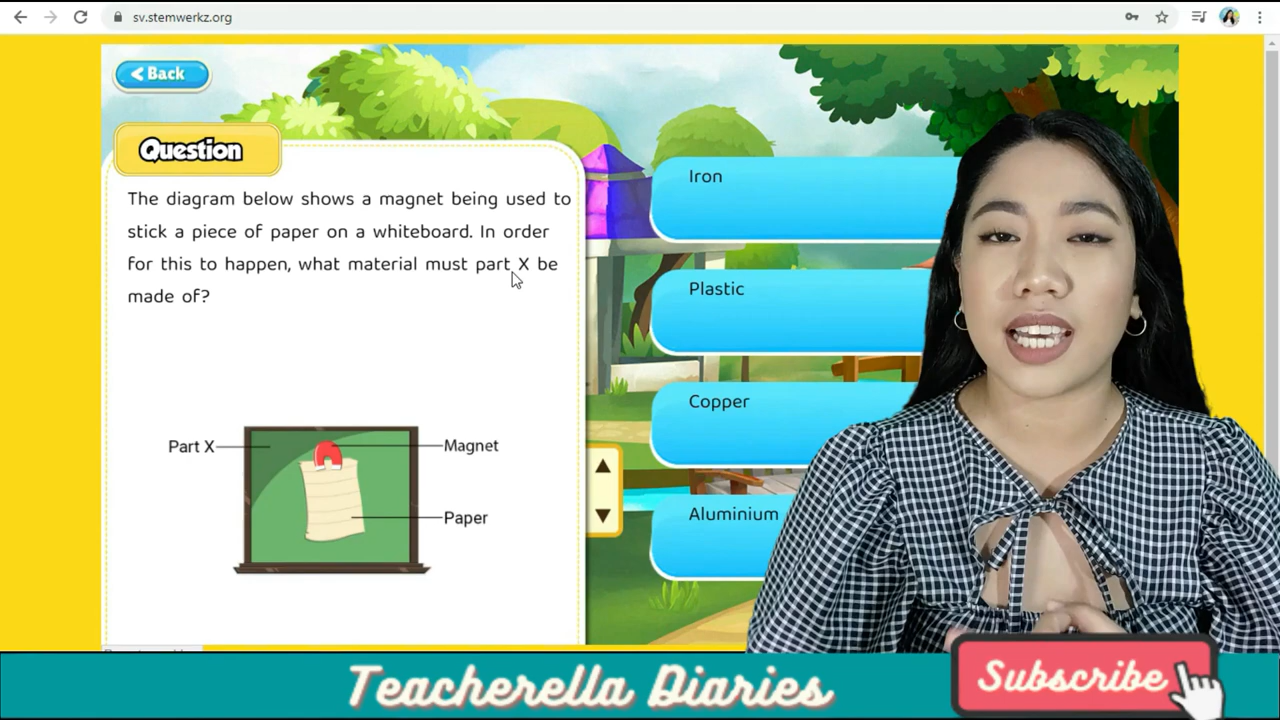 sv.stemwerkz.org
Back
Question
The diagram below shows a magnet being used to
stick a piece of paper on a whiteboard. In order
for this to happen, what material must part X be
made of?
Part X
Magnet
Paper
Iron
Plastic
Copper
Aluminium
Teacherella Diaries
Subscribe